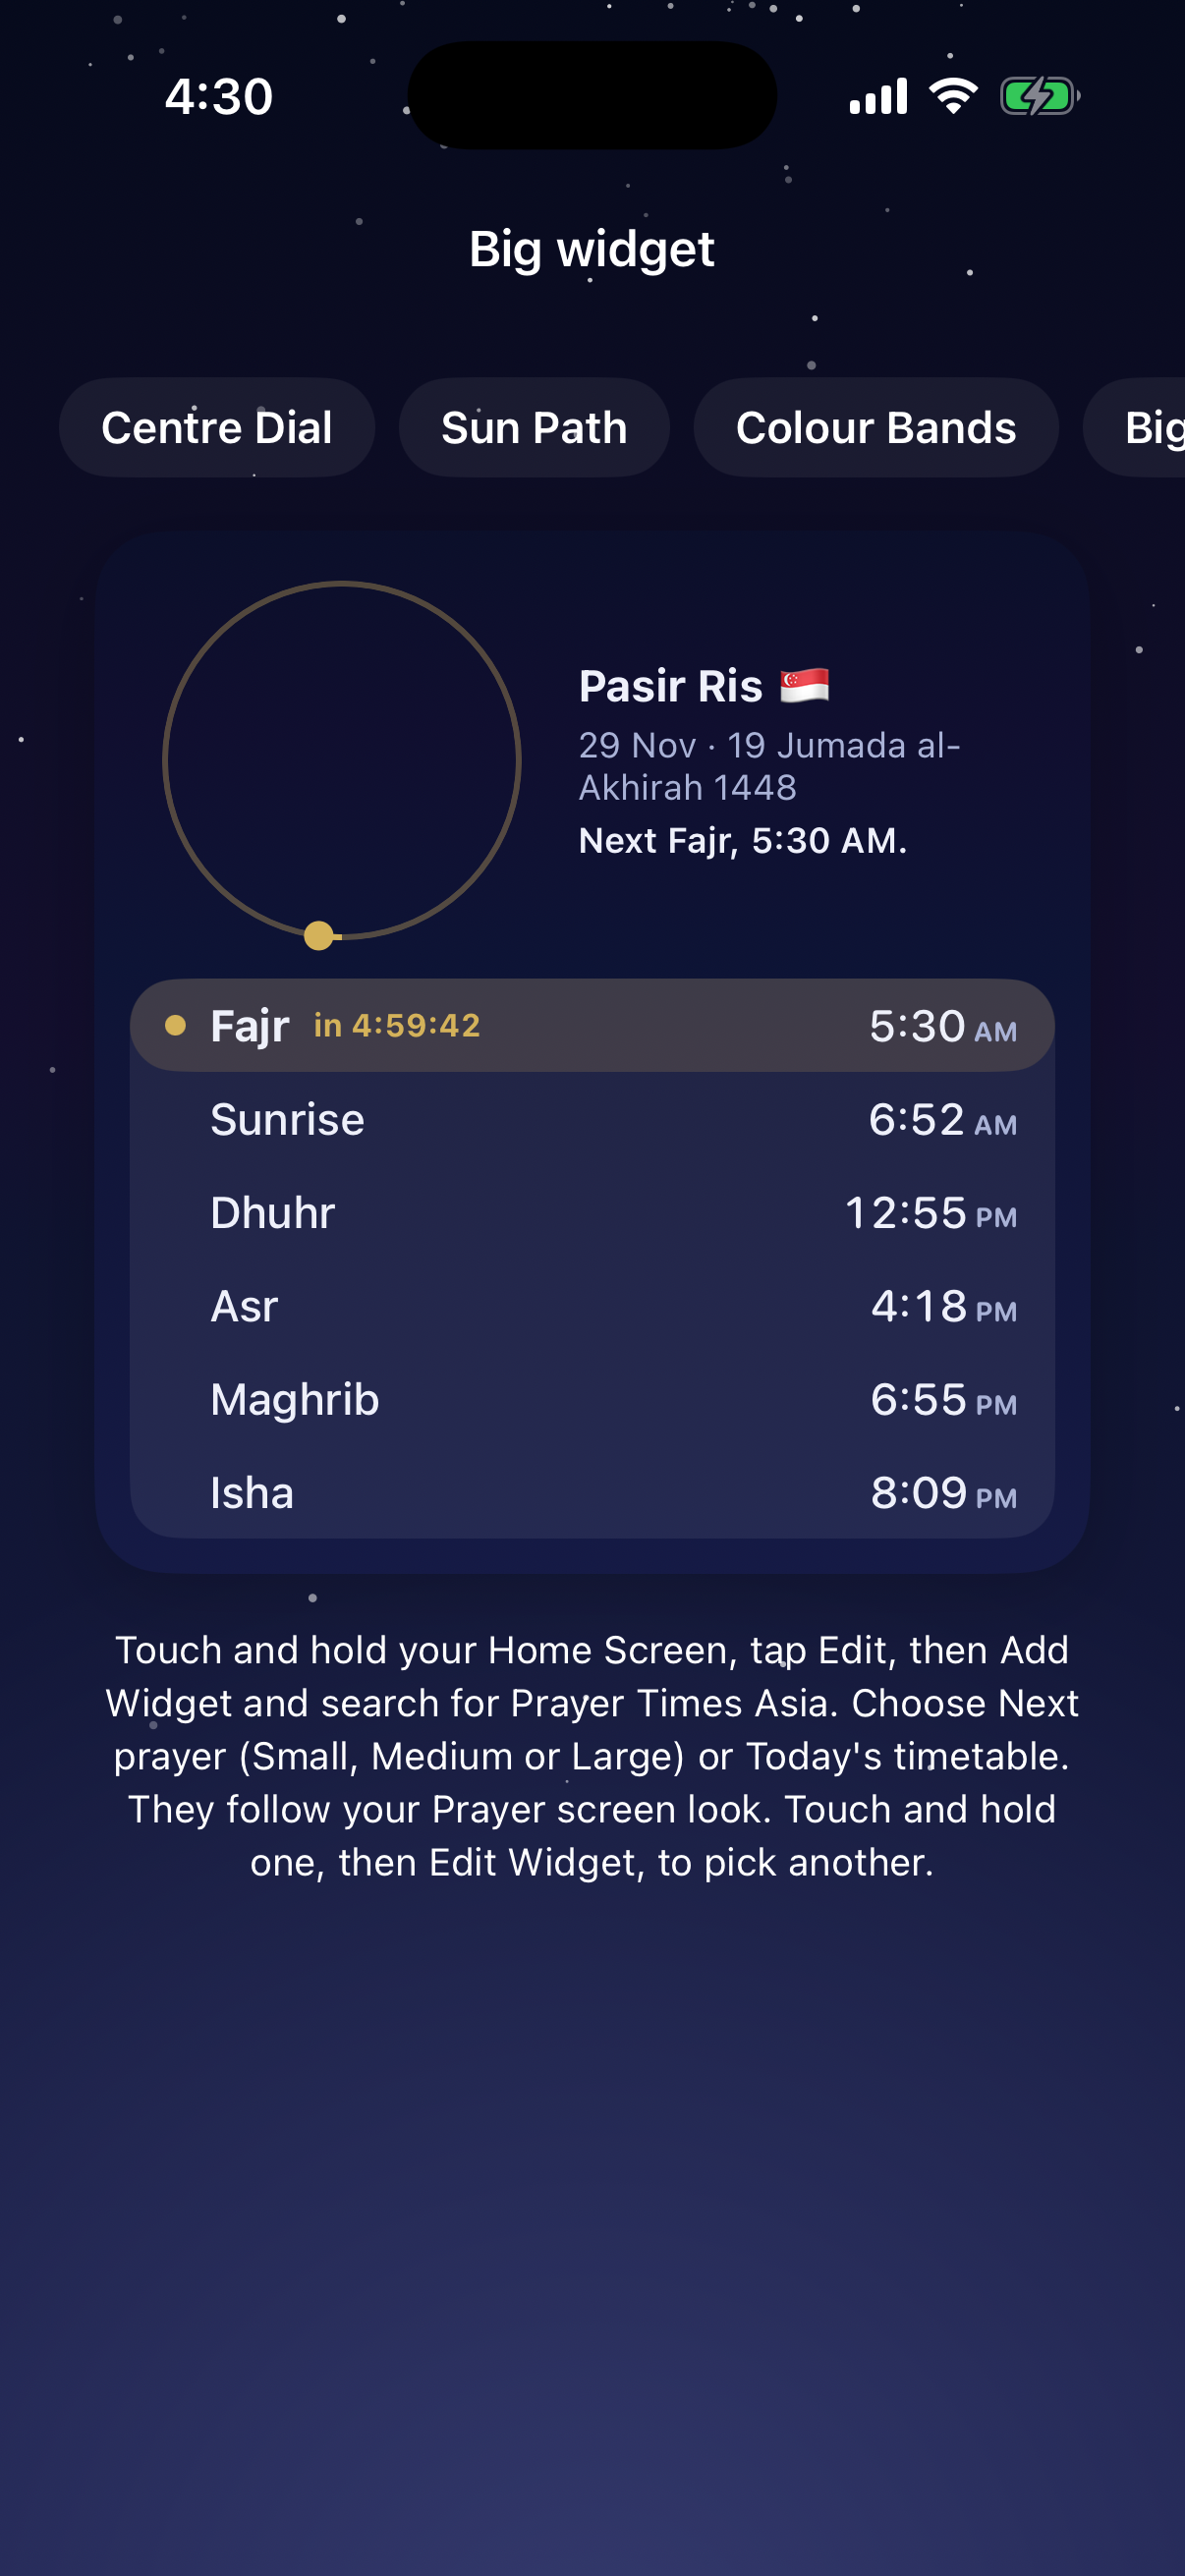 4:30
Big widget
Centre Dial
Sun Path
Colour Bands
Big
Pasir Ris 🇸🇬
29 Nov · 19 Jumada al-
Akhirah 1448
Next Fajr, 5:30 AM.
Fajr in 4:59:42 5:30 AM
Sunrise 6:52 AM
Dhuhr 12:55 PM
Asr 4:18 PM
Maghrib 6:55 PM
Isha 8:09 PM
Touch and hold your Home Screen, tap Edit, then Add
Widget and search for Prayer Times Asia. Choose Next
prayer (Small, Medium or Large) or Today's timetable.
They follow your Prayer screen look. Touch and hold
one, then Edit Widget, to pick another.